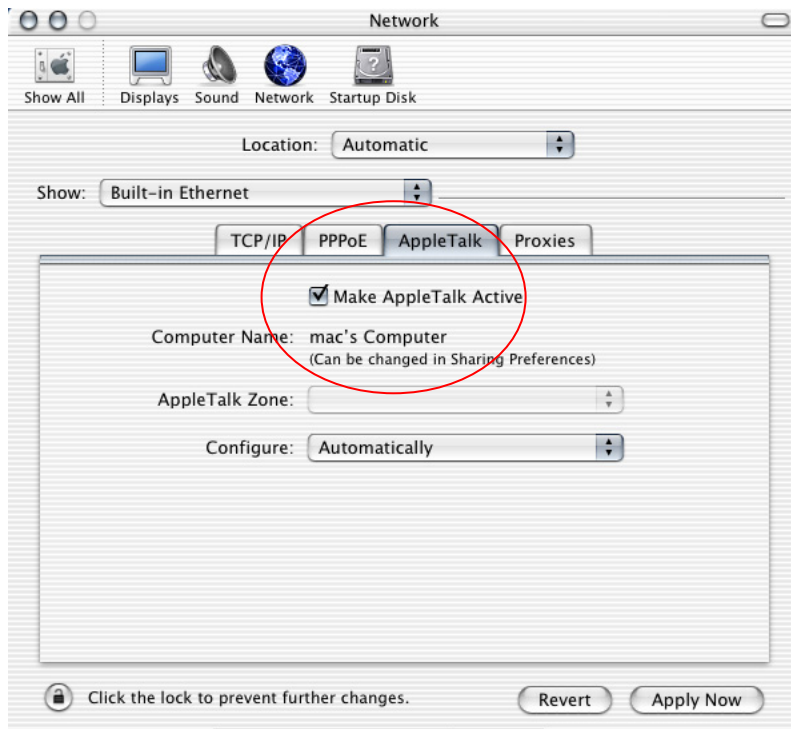 Network
Show All Displays Sound Network Startup Disk
Location: Automatic
Show: Built-in Ethernet
TCP/IP PPPoE AppleTalk Proxies
Make AppleTalk Active
Computer Name: mac's Computer
(Can be changed in Sharing Preferences)
AppleTalk Zone:
Configure: Automatically
Click the lock to prevent further changes. Revert Apply Now